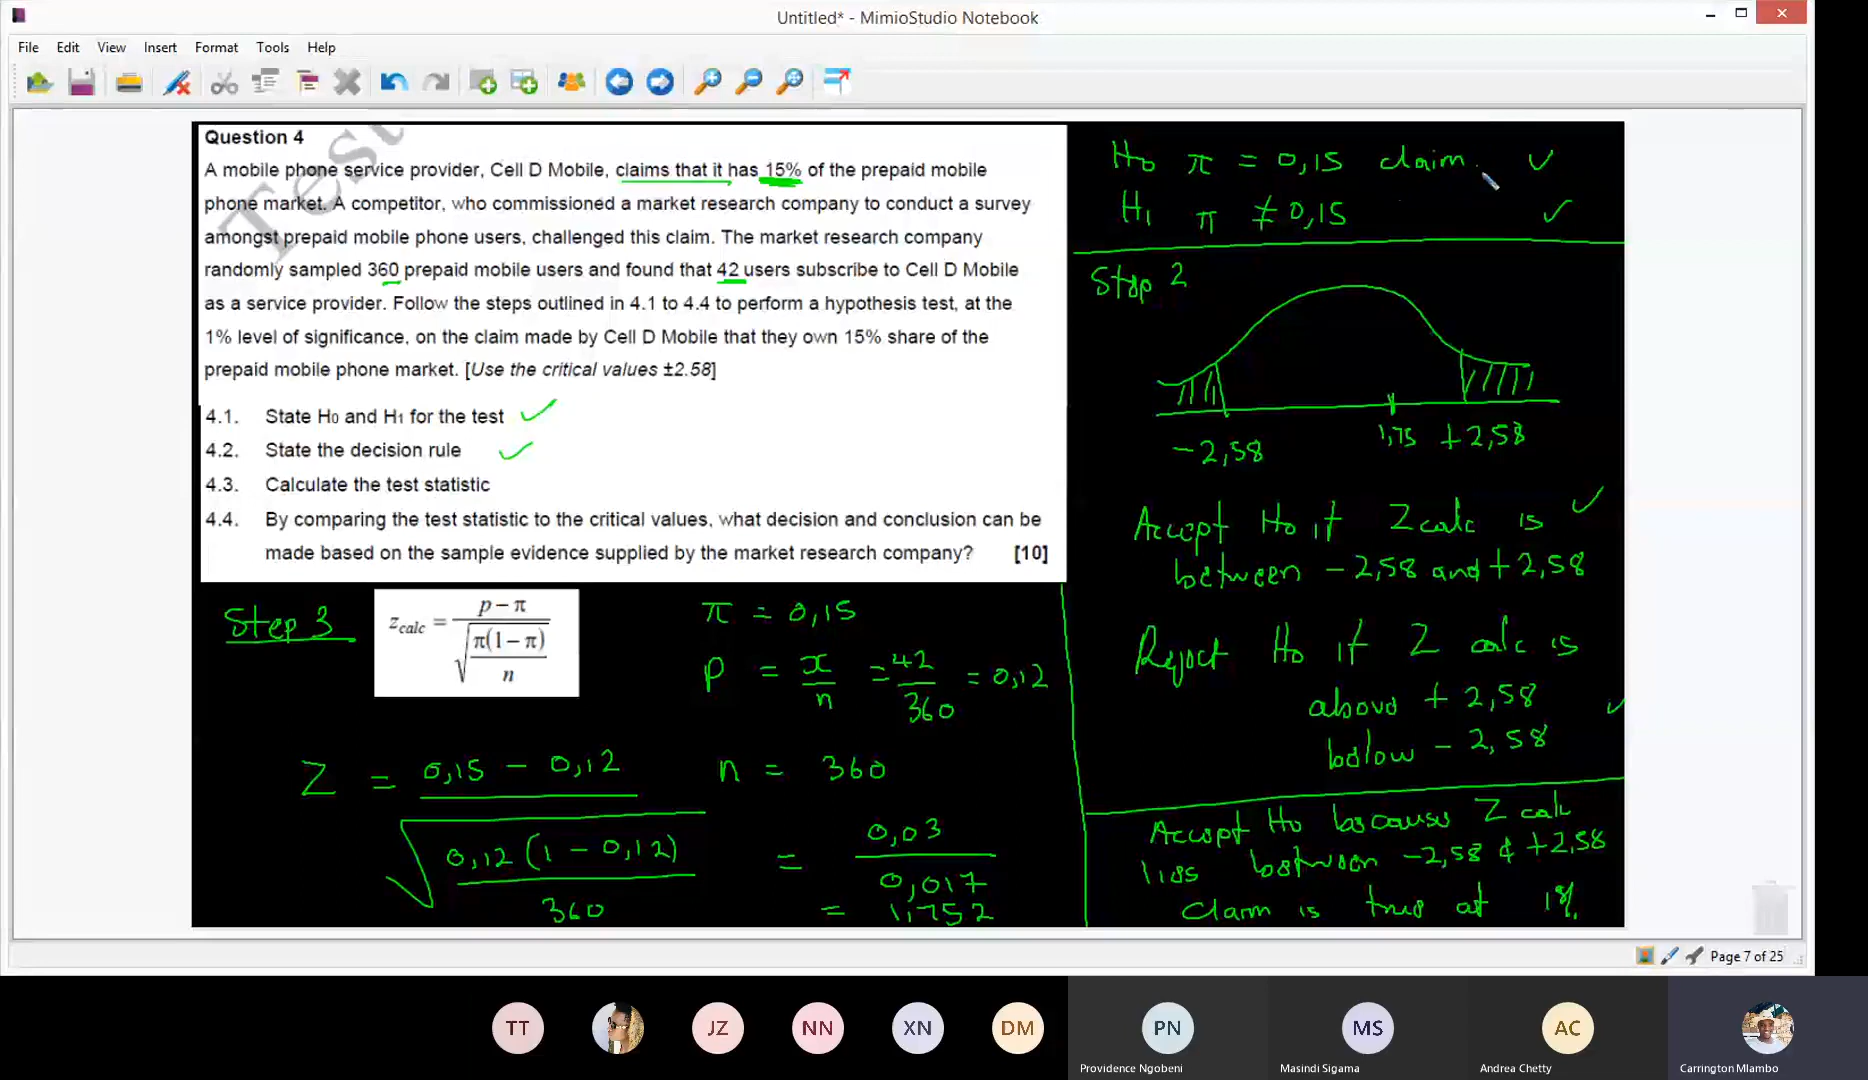 Untitled* - MimioStudio Notebook
File Edit View Insert Format Tools Help
Test
Question 4
A mobile phone service provider, Cell D Mobile, claims that it has 15% of the prepaid mobile
phone market. A competitor, who commissioned a market research company to conduct a survey
amongst prepaid mobile phone users, challenged this claim. The market research company
randomly sampled 360 prepaid mobile users and found that 42 users subscribe to Cell D Mobile
as a service provider. Follow the steps outlined in 4.1 to 4.4 to perform a hypothesis test, at the
1% level of significance, on the claim made by Cell D Mobile that they own 15% share of the
prepaid mobile phone market. [Use the critical values ±2.58]
4.1. State H0 and H1 for the test
4.2. State the decision rule
4.3. Calculate the test statistic
4.4. By comparing the test statistic to the critical values, what decision and conclusion can be
made based on the sample evidence supplied by the market research company? [10]
H0 π = 0,15 claim.
H1 π ≠ 0,15
Step 2
-2,58 1,75 +2,58
Accept H0 if Z calc is
between -2,58 and +2,58
Reject H0 if Z calc is
above + 2,58
below - 2,58
Accept H0 because Z calc
lies between -2,58 & +2,58
claim is true at 1%
Step 3
z calc = p - π / √(π(1 - π) / n)
π = 0,15
p = x/n = 42/360 = 0,12
n = 360
Z = 0,15 - 0,12 / √(0,12 (1 - 0,12) / 360)
= 0,03 / 0,017
= 1,752
Page 7 of 25
TT JZ NN XN DM PN MS AC
Providence Ngobeni Masindi Sigama Andrea Chetty Carrington Mlambo